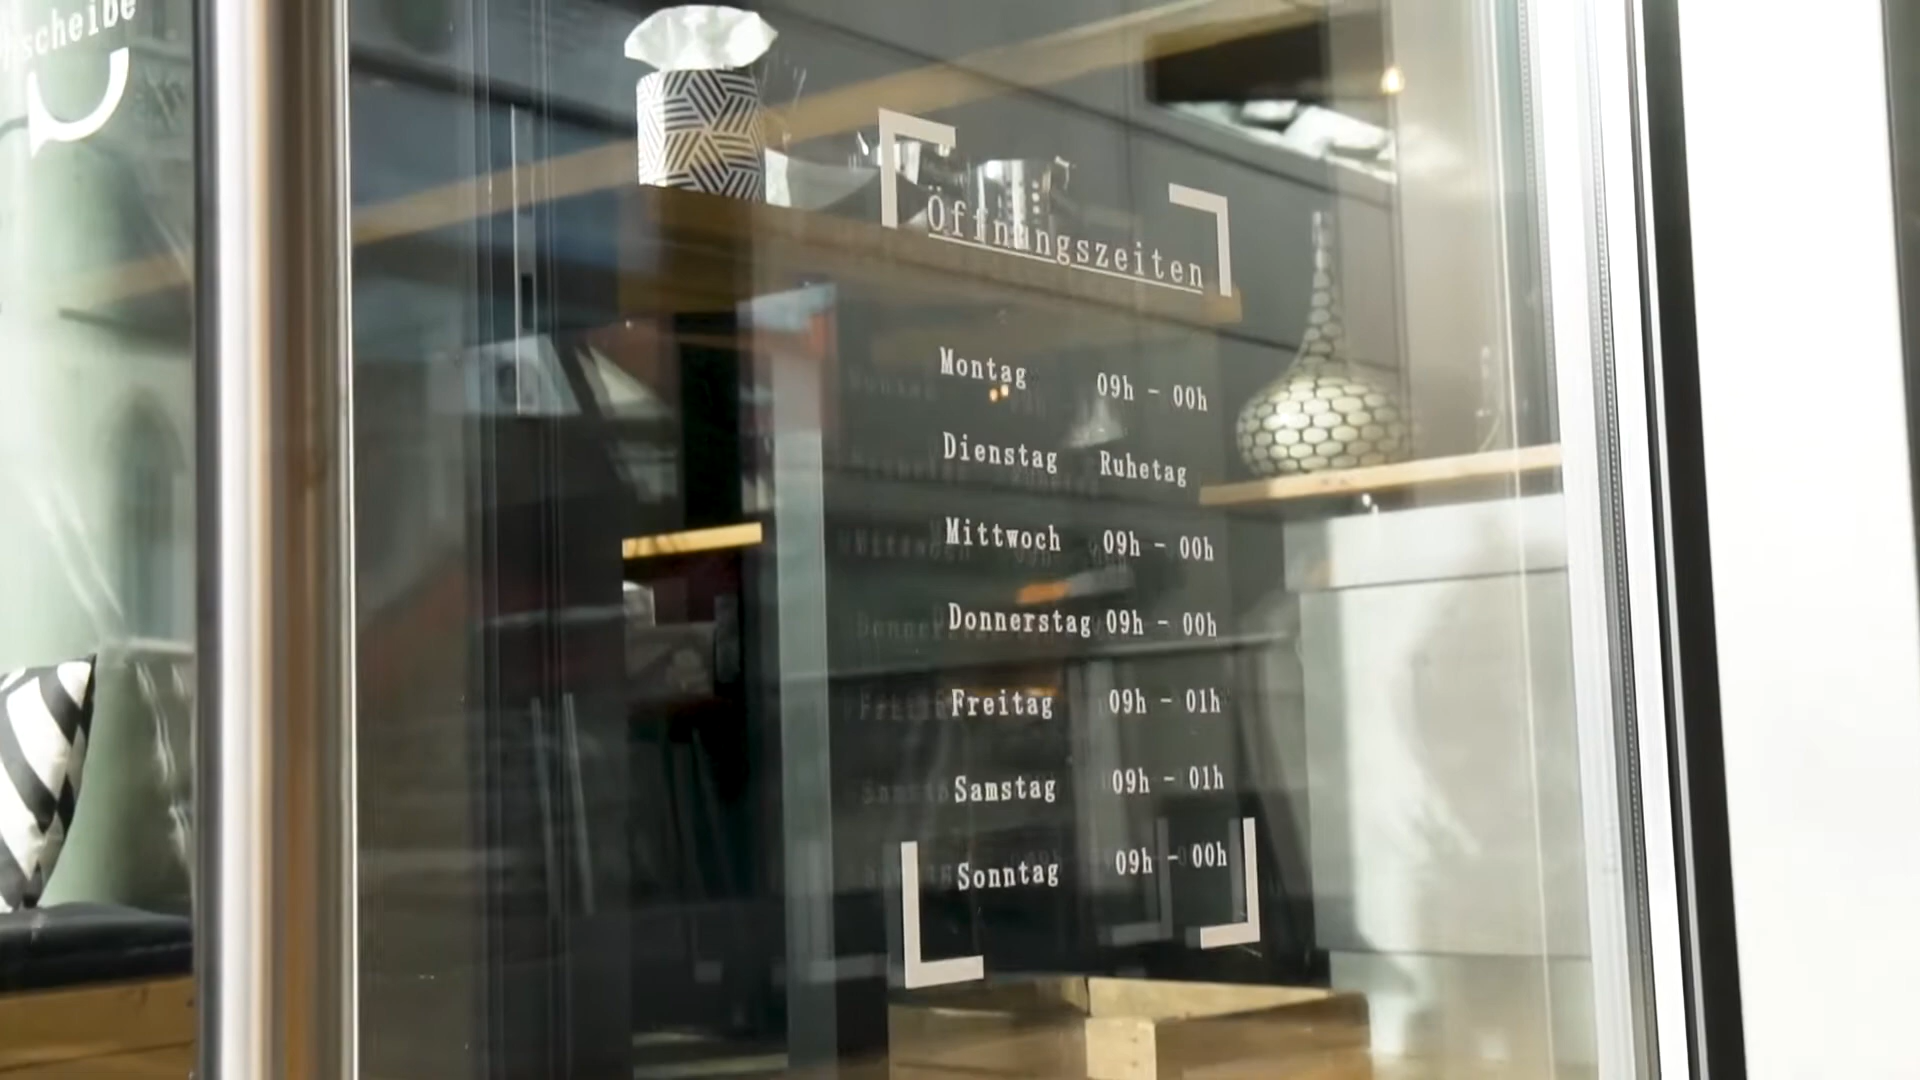 Öffnungszeiten
Montag 09h - 00h
Dienstag Ruhetag
Mittwoch 09h - 00h
Donnerstag 09h - 00h
Freitag 09h - 01h
Samstag 09h - 01h
Sonntag 09h - 00h